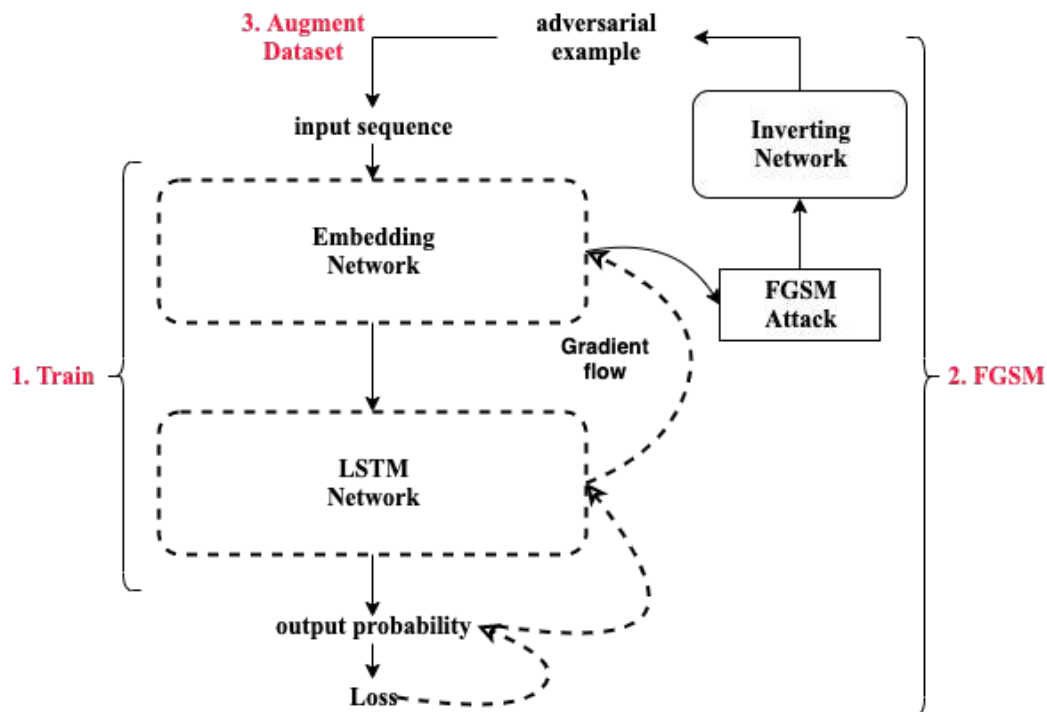 3. Augment
Dataset
adversarial
example
input sequence
Inverting
Network
Embedding
Network
FGSM
Attack
Gradient
flow
1. Train
2. FGSM
LSTM
Network
output probability
Loss